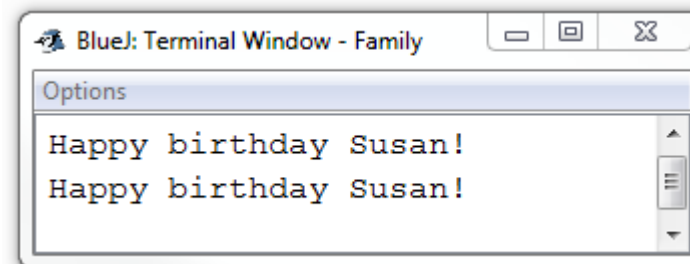 BlueJ: Terminal Window - Family
Options
Happy birthday Susan!
Happy birthday Susan!